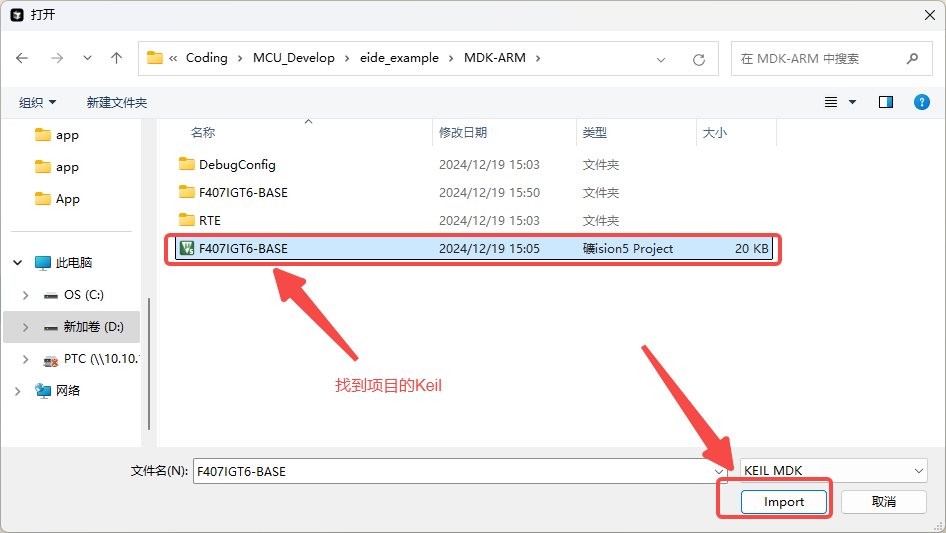 打开
« Coding › MCU_Develop › eide_example › MDK-ARM ›
在 MDK-ARM 中搜索
组织
新建文件夹
名称 修改日期 类型 大小
app
app
App
此电脑
OS (C:)
新加卷 (D:)
PTC (\\10.10.
网络
DebugConfig 2024/12/19 15:03 文件夹
F407IGT6-BASE 2024/12/19 15:50 文件夹
RTE 2024/12/19 15:03 文件夹
F407IGT6-BASE 2024/12/19 15:05 礦ision5 Project 20 KB
找到项目的Keil
文件名(N): F407IGT6-BASE
KEIL MDK
Import
取消